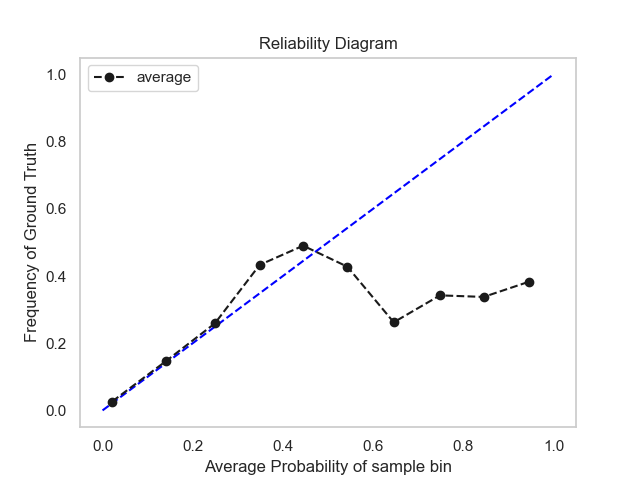 Reliability Diagram
average
1.0
0.8
0.6
0.4
0.2
0.0
Frequency of Ground Truth
0.0 0.2 0.4 0.6 0.8 1.0
Average Probability of sample bin